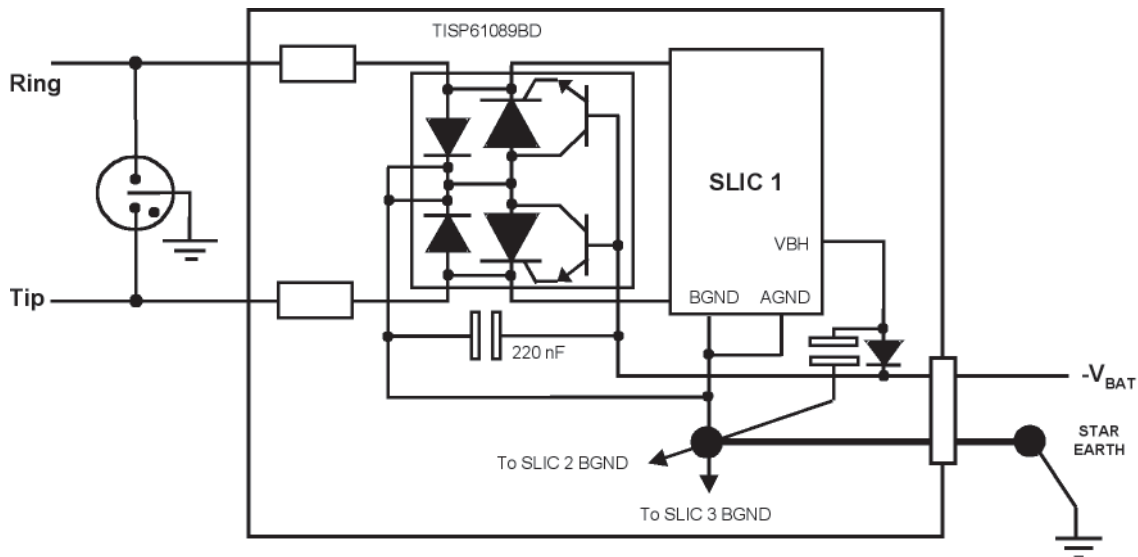 TISP61089BD
Ring
SLIC 1
VBH
Tip
BGND AGND
220 nF
-VBAT
STAR
EARTH
To SLIC 2 BGND
To SLIC 3 BGND